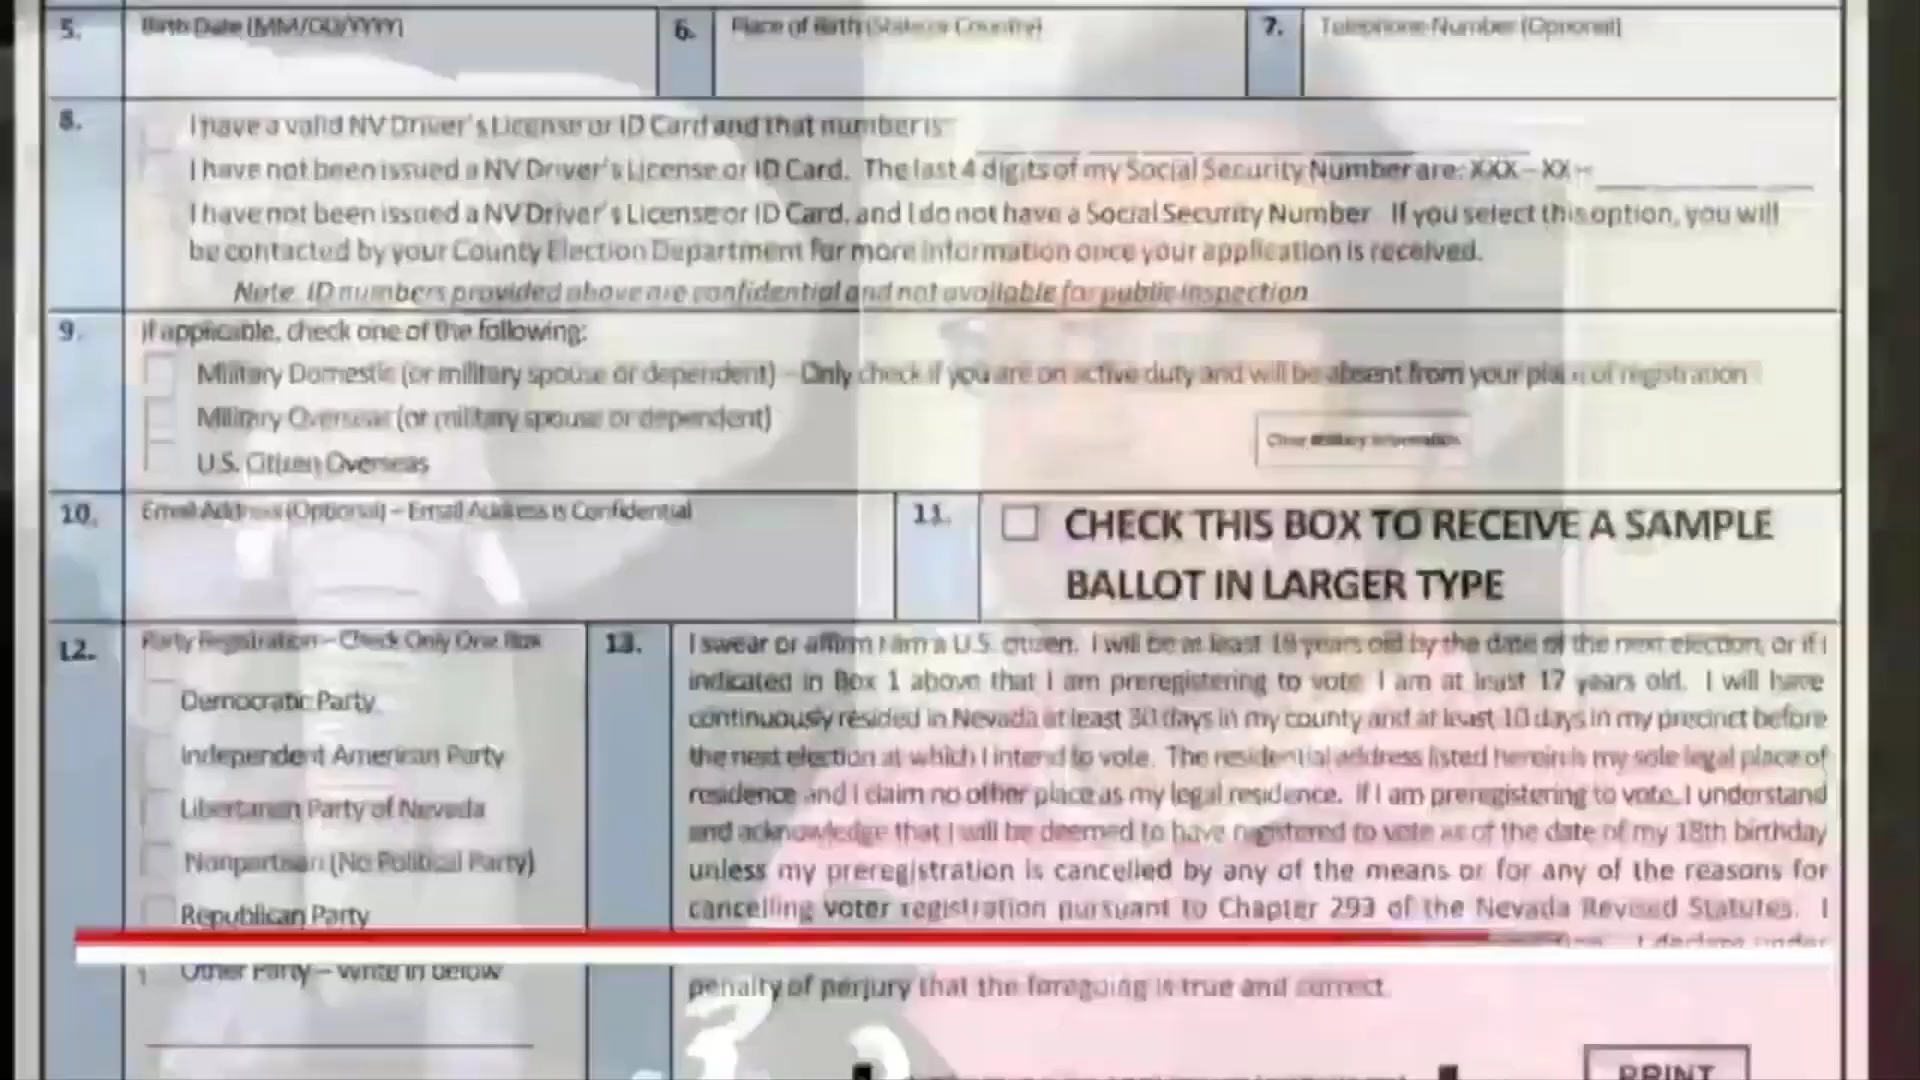 5. Birth Date (MM/DD/YYYY) 6. Place of Birth (State or Country) 7. Telephone Number (Optional)
8. I have a valid NV Driver's License or ID Card and that number is:
I have not been issued a NV Driver's License or ID Card. The last 4 digits of my Social Security Number are: XXX – XX –
I have not been issued a NV Driver's License or ID Card, and I do not have a Social Security Number. If you select this option, you will
be contacted by your County Election Department for more information once your application is received.
Note: ID numbers provided above are confidential and not available for public inspection
9. If applicable, check one of the following:
Military Domestic (or military spouse or dependent) – Only check if you are on active duty and will be absent from your place of registration
Military Overseas (or military spouse or dependent)
Clear Military Information
U.S. Citizen Overseas
10. Email Address (Optional) – Email Address is Confidential
11. CHECK THIS BOX TO RECEIVE A SAMPLE
BALLOT IN LARGER TYPE
12. Party Registration – Check Only One Box
Democratic Party
Independent American Party
Libertarian Party of Nevada
Nonpartisan (No Political Party)
Republican Party
Other Party – Write in below
13. I swear or affirm I am a U.S. citizen. I will be at least 18 years old by the date of the next election, or if I
indicated in Box 1 above that I am preregistering to vote I am at least 17 years old. I will have
continuously resided in Nevada at least 30 days in my county and at least 10 days in my precinct before
the next election at which I intend to vote. The residential address listed herein is my sole legal place of
residence and I claim no other place as my legal residence. If I am preregistering to vote, I understand
and acknowledge that I will be deemed to have registered to vote as of the date of my 18th birthday
unless my preregistration is cancelled by any of the means or for any of the reasons for
cancelling voter registration pursuant to Chapter 293 of the Nevada Revised Statutes. I
I declare under
penalty of perjury that the foregoing is true and correct.
PRINT